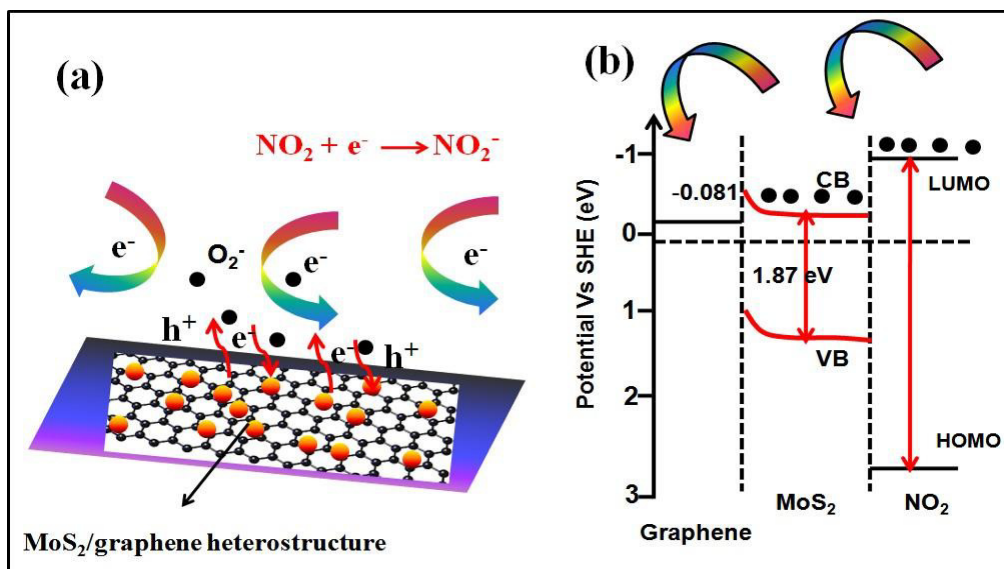 (a)
NO₂ + e⁻ → NO₂⁻
e⁻
O₂⁻
e⁻
e⁻
h⁺
e⁻
e⁻
h⁺
MoS₂/graphene heterostructure
(b)
Potential Vs SHE (eV)
-1
0
1
2
3
-0.081
CB
1.87 eV
VB
LUMO
HOMO
Graphene
MoS₂
NO₂